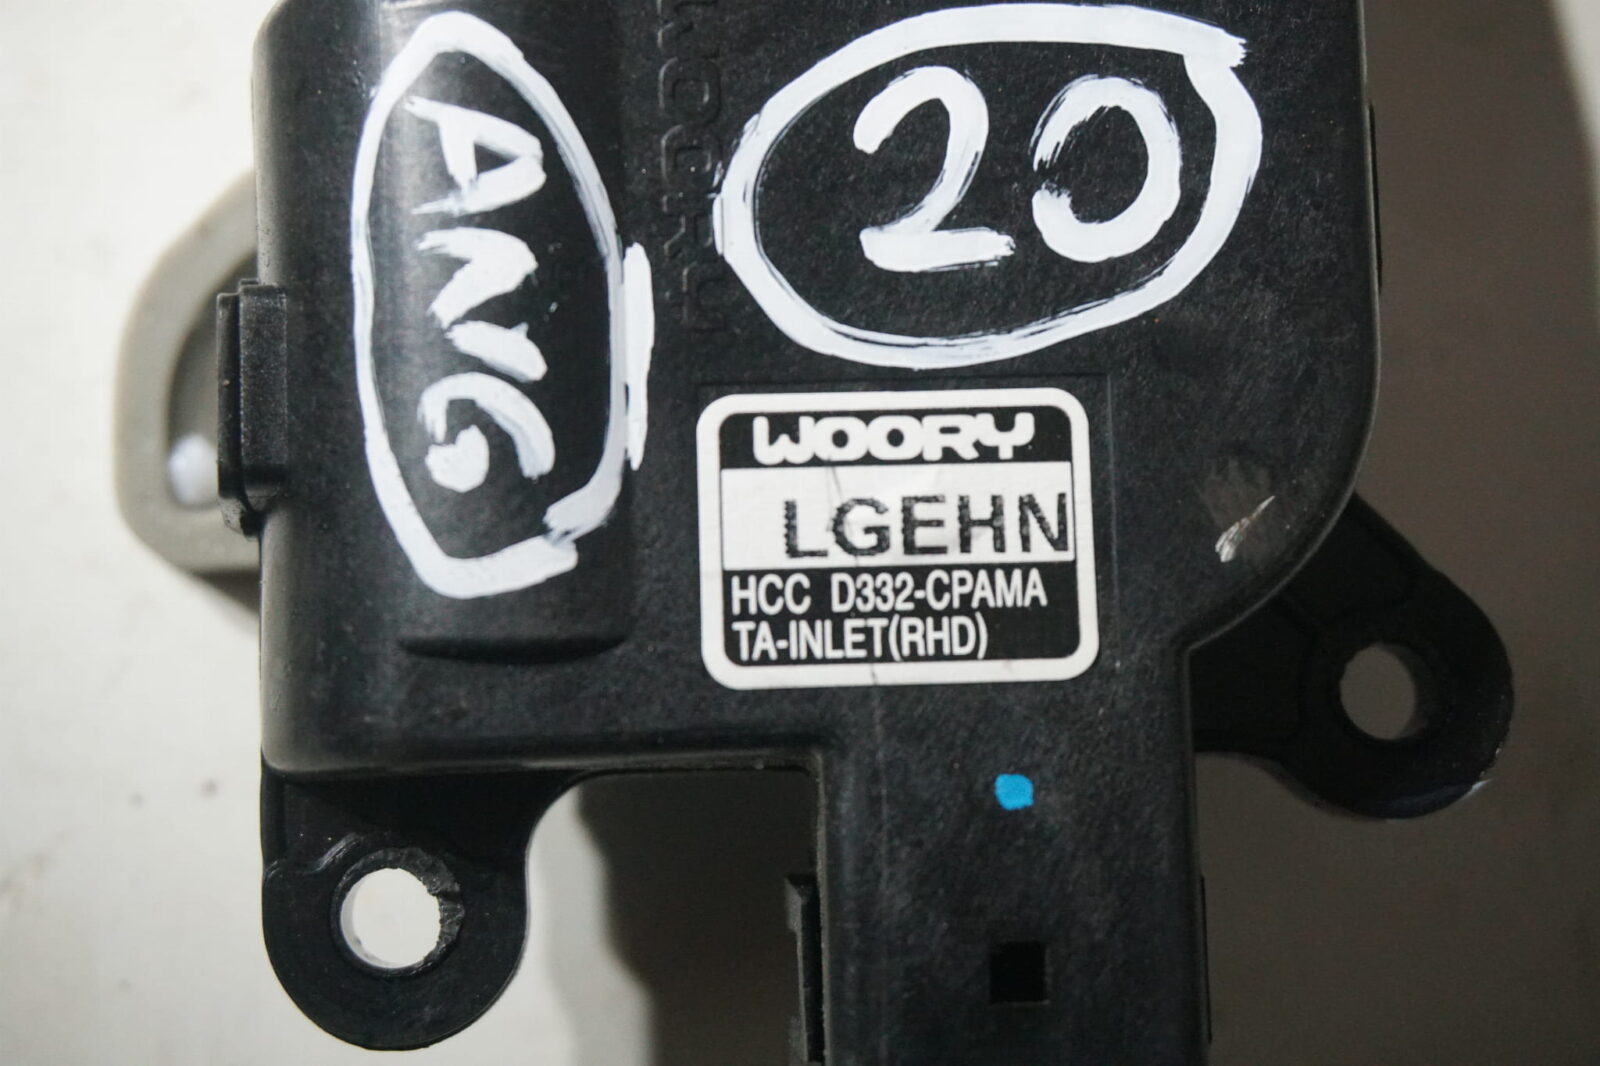 ANG
20
WOORY
LGEHN
HCC D332-CPAMA
TA-INLET(RHD)